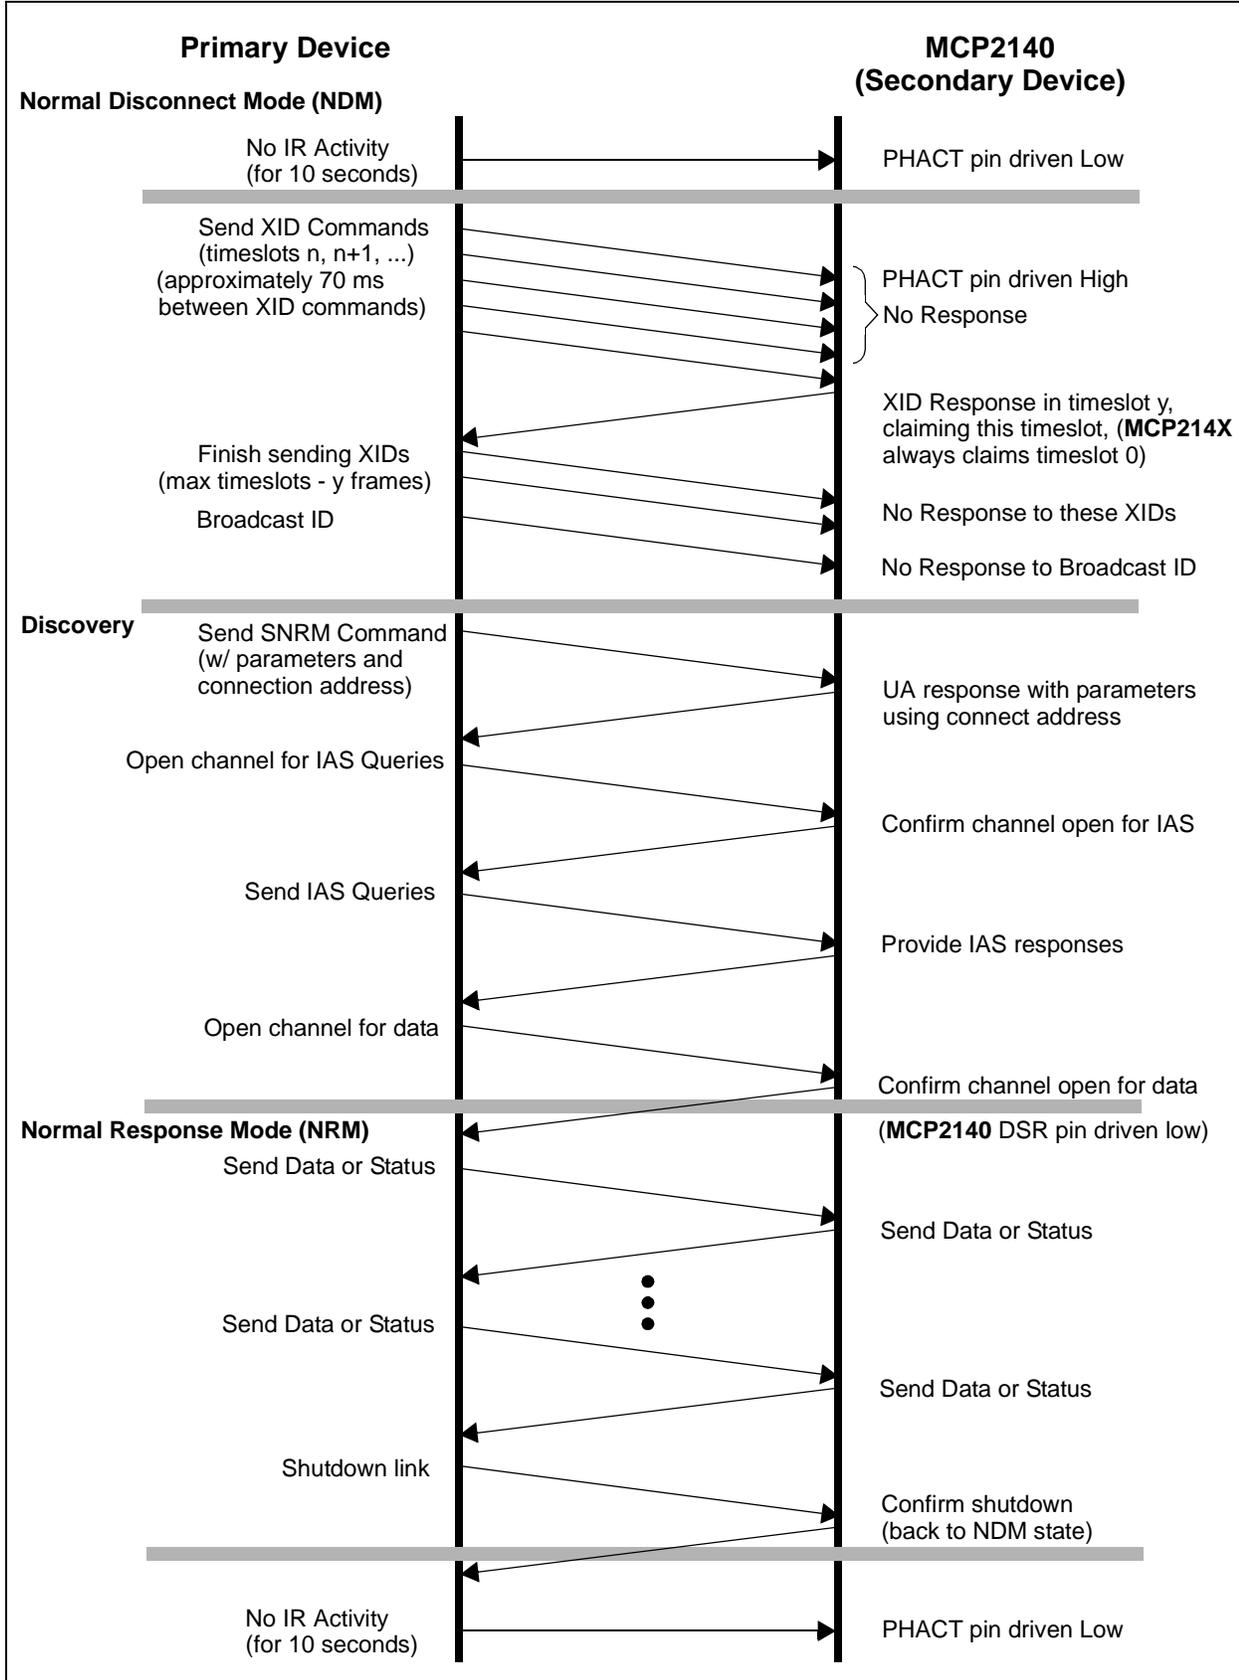 Primary Device
MCP2140
(Secondary Device)
Normal Disconnect Mode (NDM)
No IR Activity
(for 10 seconds)
PHACT pin driven Low
Send XID Commands
(timeslots n, n+1, ...)
(approximately 70 ms
between XID commands)
PHACT pin driven High
No Response
XID Response in timeslot y,
claiming this timeslot, (MCP214X
always claims timeslot 0)
Finish sending XIDs
(max timeslots - y frames)
Broadcast ID
No Response to these XIDs
No Response to Broadcast ID
Discovery
Send SNRM Command
(w/ parameters and
connection address)
UA response with parameters
using connect address
Open channel for IAS Queries
Confirm channel open for IAS
Send IAS Queries
Provide IAS responses
Open channel for data
Confirm channel open for data
Normal Response Mode (NRM)
(MCP2140 DSR pin driven low)
Send Data or Status
Send Data or Status
Send Data or Status
Send Data or Status
Shutdown link
Confirm shutdown
(back to NDM state)
No IR Activity
(for 10 seconds)
PHACT pin driven Low